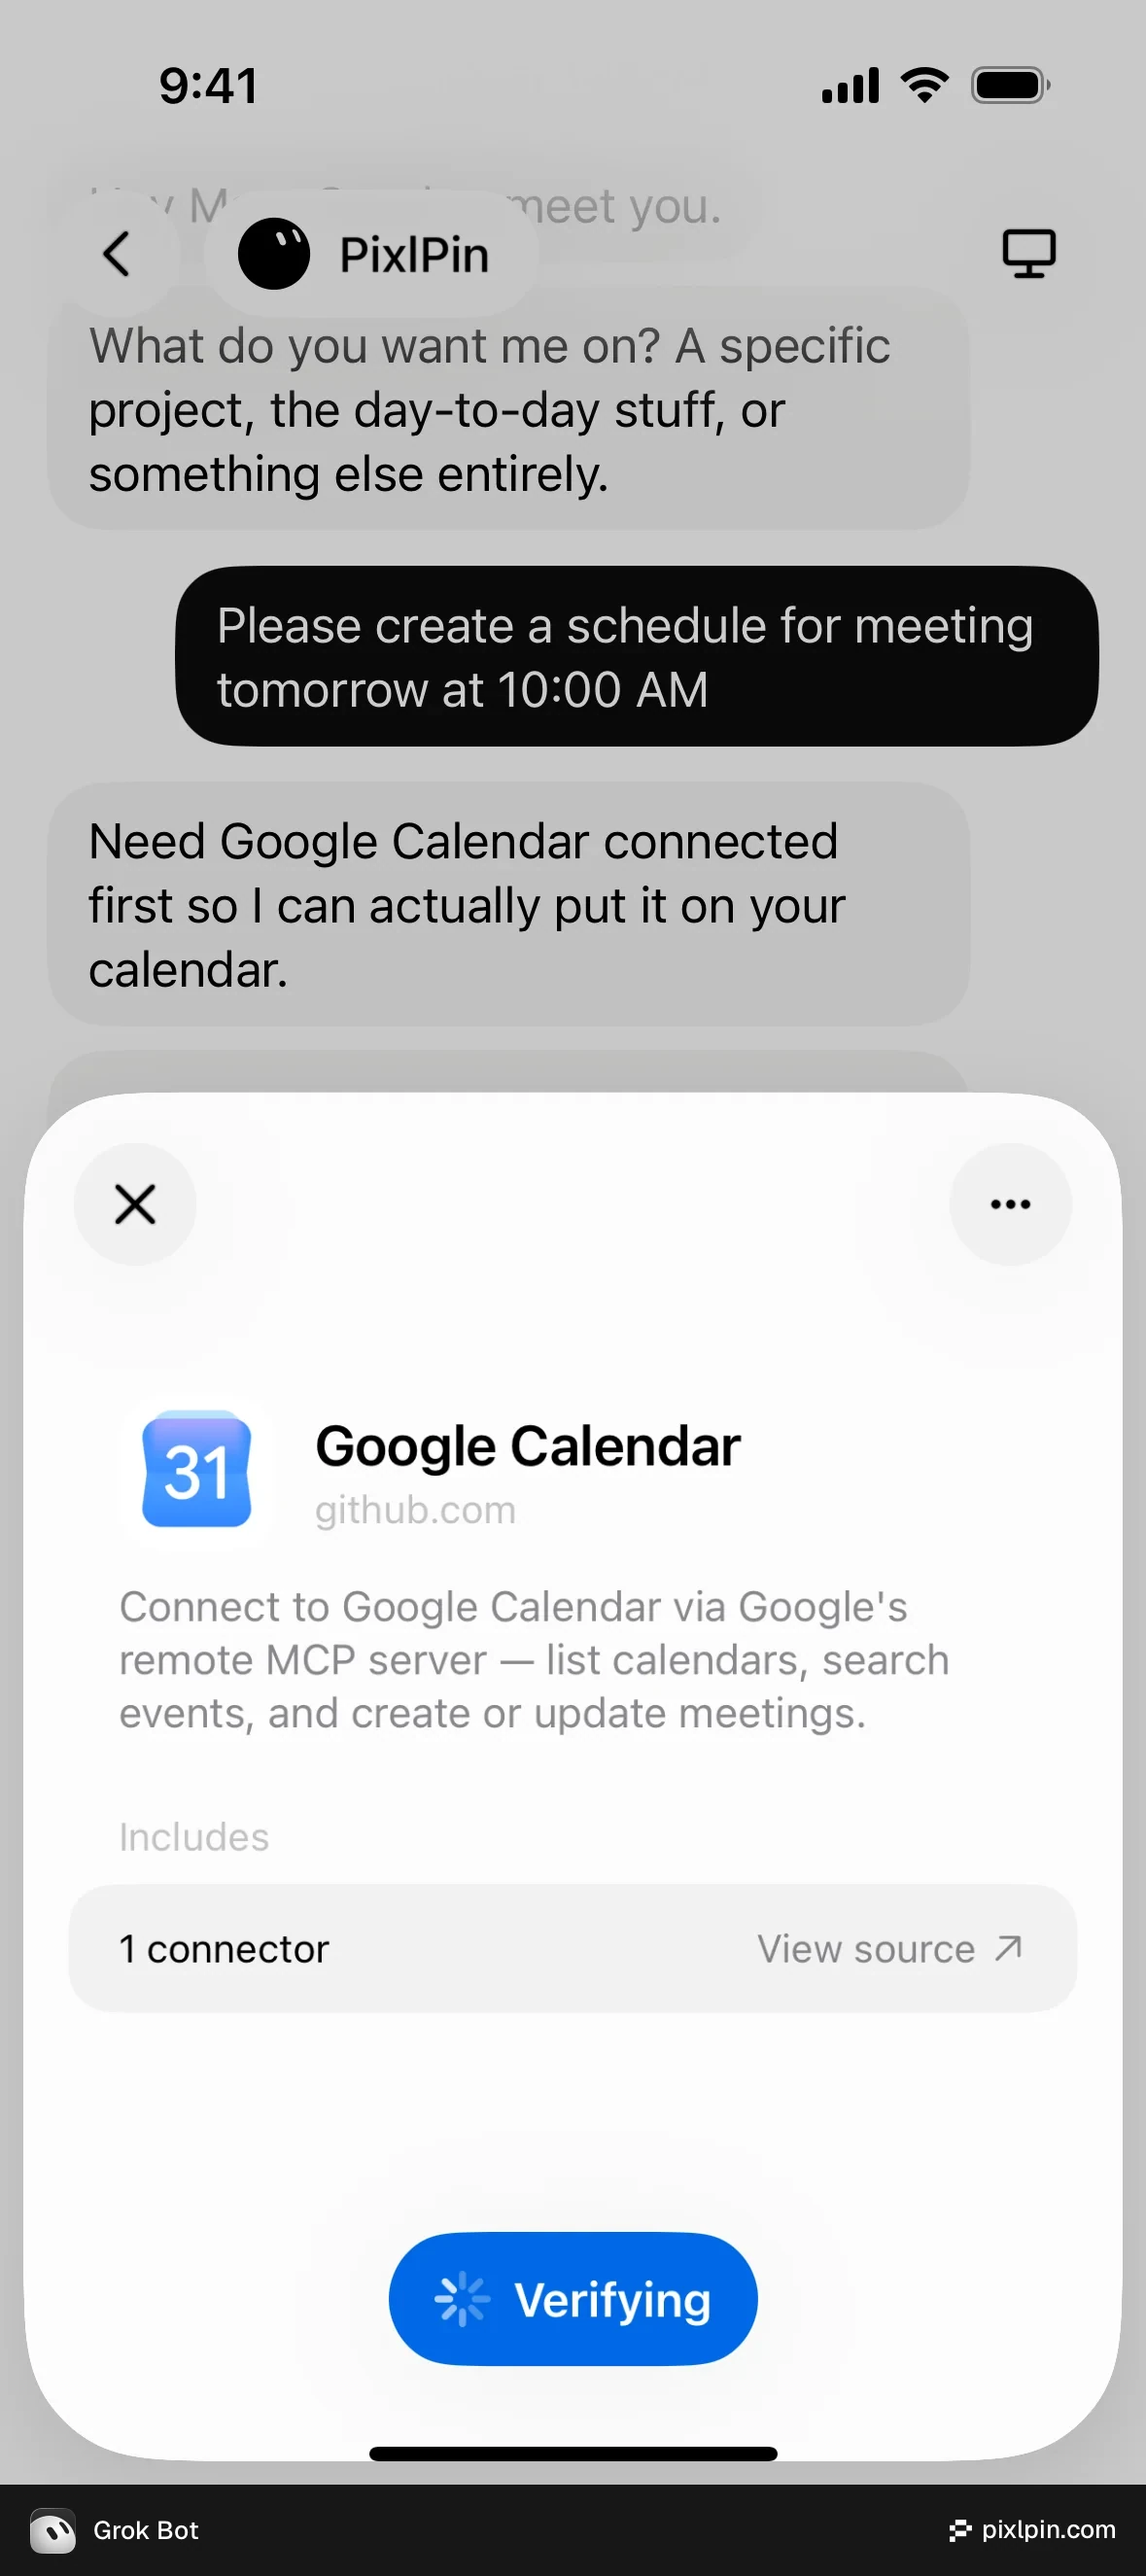 9:41
meet you.
PixlPin
What do you want me on? A specific
project, the day-to-day stuff, or
something else entirely.
Please create a schedule for meeting
tomorrow at 10:00 AM
Need Google Calendar connected
first so I can actually put it on your
calendar.
31
Google Calendar
github.com
Connect to Google Calendar via Google's
remote MCP server — list calendars, search
events, and create or update meetings.
Includes
1 connector
View source
Verifying
Grok Bot
pixlpin.com